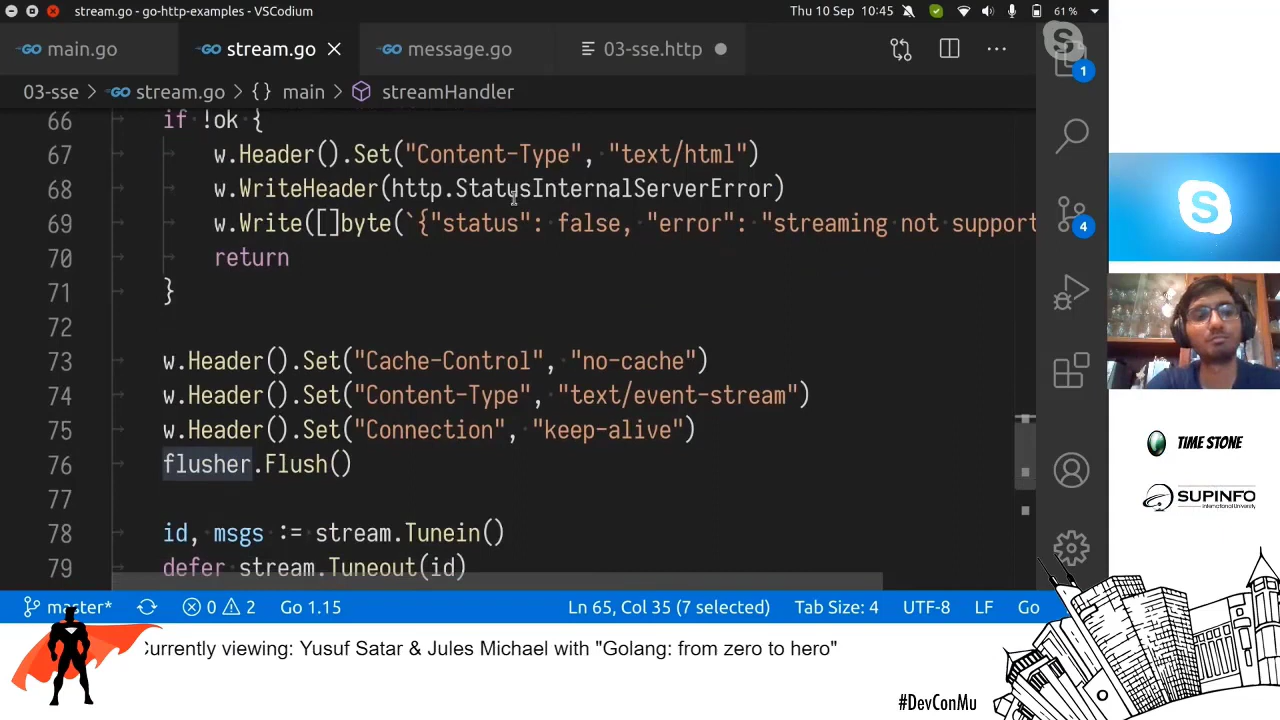 stream.go - go-http-examples - VSCodium
Thu 10 Sep 10:45
61 %
main.go
stream.go
message.go
03-sse.http
03-sse > stream.go > {} main > streamHandler
66 if !ok {
67 w.Header().Set("Content-Type", "text/html")
68 w.WriteHeader(http.StatusInternalServerError)
69 w.Write([]byte(`{"status": false, "error": "streaming not support
70 return
71 }
72
73 w.Header().Set("Cache-Control", "no-cache")
74 w.Header().Set("Content-Type", "text/event-stream")
75 w.Header().Set("Connection", "keep-alive")
76 flusher.Flush()
77
78 id, msgs := stream.Tunein()
79 defer stream.Tuneout(id)
1
4
S
TIME STONE
SUPINFO
International University
master* 0 2 Go 1.15 Ln 65, Col 35 (7 selected) Tab Size: 4 UTF-8 LF Go
Currently viewing: Yusuf Satar & Jules Michael with "Golang: from zero to hero"
#DevConMu